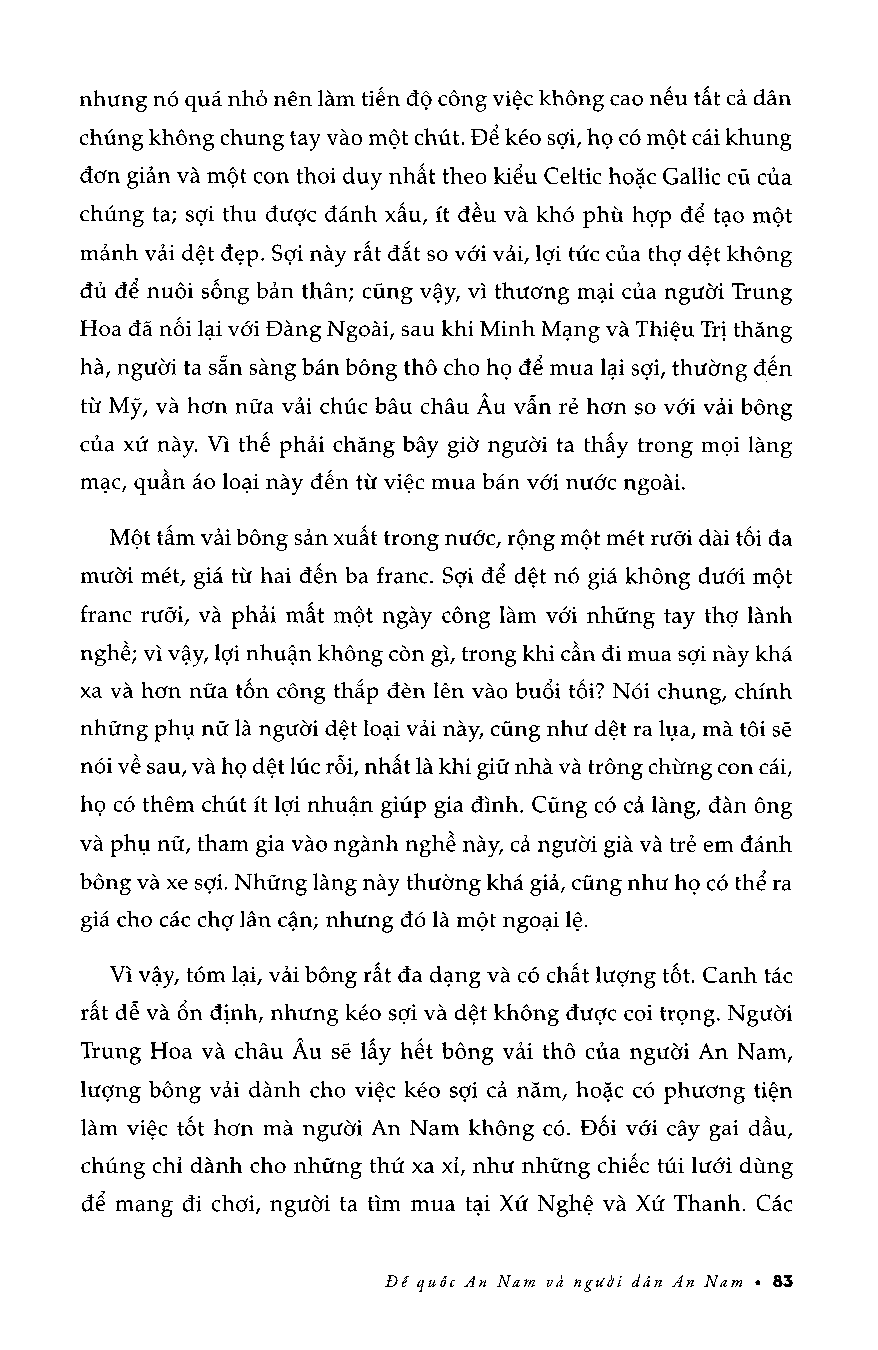 nhưng nó quá nhỏ nên làm tiến độ công việc không cao nếu tất cả dân
chúng không chung tay vào một chút. Để kéo sợi, họ có một cái khung
đơn giản và một con thoi duy nhất theo kiểu Celtic hoặc Gallic cũ của
chúng ta; sợi thu được đánh xấu, ít đều và khó phù hợp để tạo một
mảnh vải dệt đẹp. Sợi này rất đắt so với vải, lợi tức của thợ dệt không
đủ để nuôi sống bản thân; cũng vậy, vì thương mại của người Trung
Hoa đã nối lại với Đàng Ngoài, sau khi Minh Mạng và Thiệu Trị thăng
hà, người ta sẵn sàng bán bông thô cho họ để mua lại sợi, thường đến
từ Mỹ, và hơn nữa vải chúc bâu châu Âu vẫn rẻ hơn so với vải bông
của xứ này. Vì thế phải chăng bây giờ người ta thấy trong mọi làng
mạc, quần áo loại này đến từ việc mua bán với nước ngoài.
Một tấm vải bông sản xuất trong nước, rộng một mét rưỡi dài tối đa
mười mét, giá từ hai đến ba franc. Sợi để dệt nó giá không dưới một
franc rưỡi, và phải mất một ngày công làm với những tay thợ lành
nghề; vì vậy, lợi nhuận không còn gì, trong khi cần đi mua sợi này khá
xa và hơn nữa tốn công thắp đèn lên vào buổi tối? Nói chung, chính
những phụ nữ là người dệt loại vải này, cũng như dệt ra lụa, mà tôi sẽ
nói về sau, và họ dệt lúc rỗi, nhất là khi giữ nhà và trông chừng con cái,
họ có thêm chút ít lợi nhuận giúp gia đình. Cũng có cả làng, đàn ông
và phụ nữ, tham gia vào ngành nghề này, cả người già và trẻ em đánh
bông và xe sợi. Những làng này thường khá giả, cũng như họ có thể ra
giá cho các chợ lân cận; nhưng đó là một ngoại lệ.
Vì vậy, tóm lại, vải bông rất đa dạng và có chất lượng tốt. Canh tác
rất dễ và ổn định, nhưng kéo sợi và dệt không được coi trọng. Người
Trung Hoa và châu Âu sẽ lấy hết bông vải thô của người An Nam,
lượng bông vải dành cho việc kéo sợi cả năm, hoặc có phương tiện
làm việc tốt hơn mà người An Nam không có. Đối với cây gai dầu,
chúng chỉ dành cho những thứ xa xỉ, như những chiếc túi lưới dùng
để mang đi chơi, người ta tìm mua tại Xứ Nghệ và Xứ Thanh. Các
Đế quốc An Nam và người dân An Nam • 83